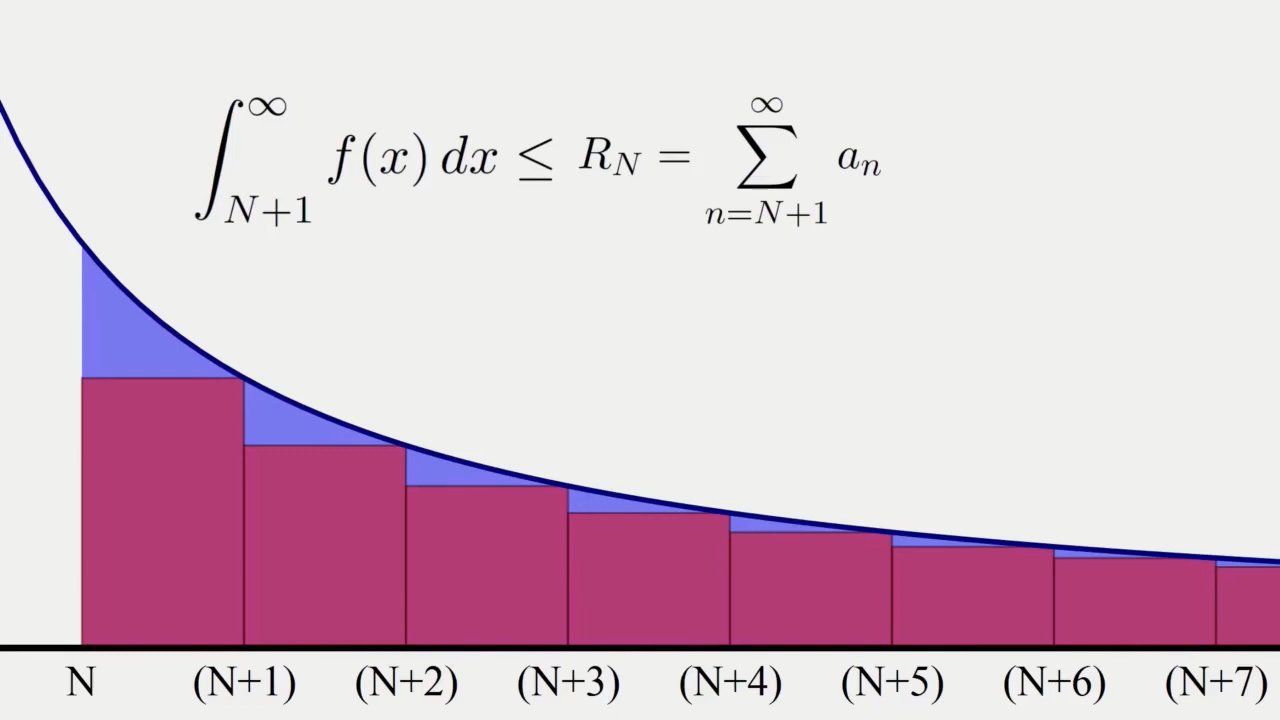 ∫_{N+1}^{∞} f(x) dx ≤ R_N = ∑_{n=N+1}^{∞} a_n
N (N+1) (N+2) (N+3) (N+4) (N+5) (N+6) (N+7)